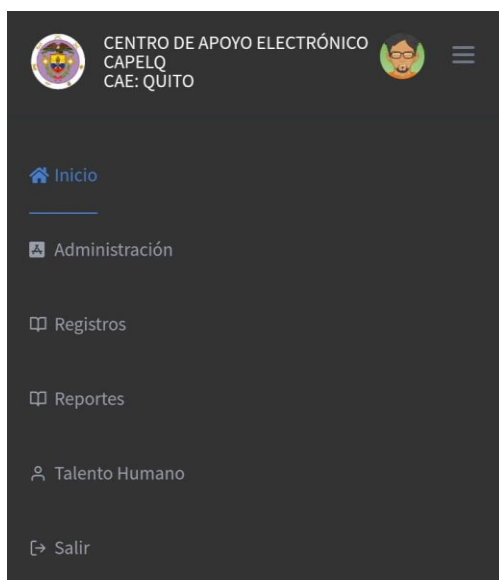 CENTRO DE APOYO ELECTRÓNICO
CAPELQ
CAE: QUITO
Inicio
Administración
Registros
Reportes
Talento Humano
Salir